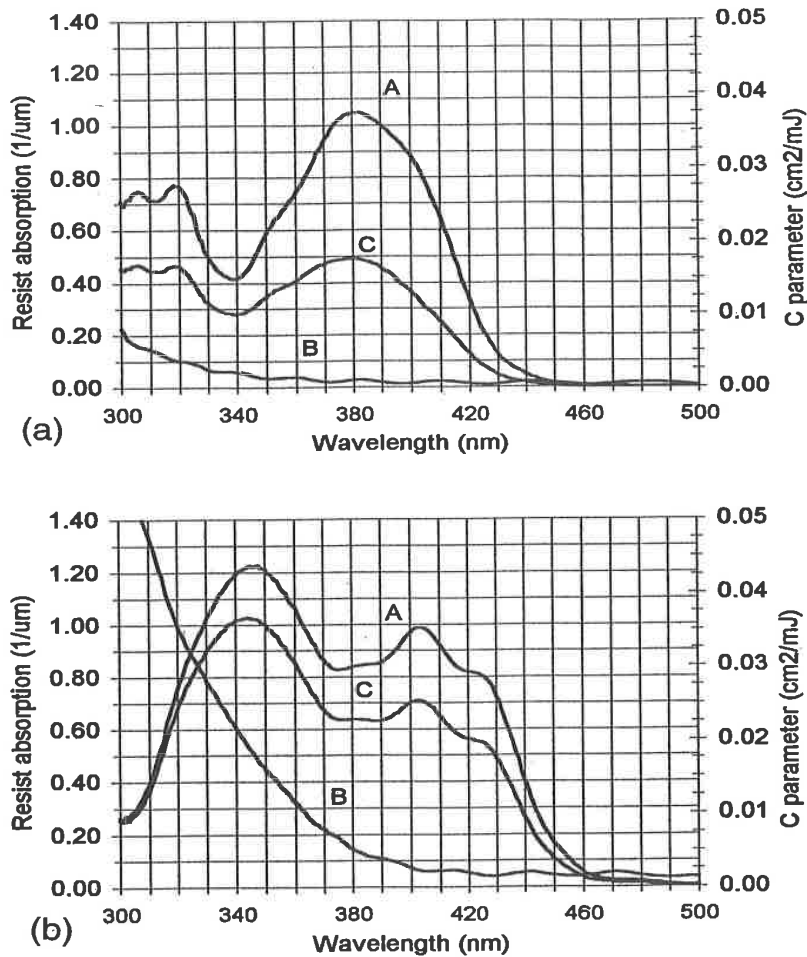 1.40
1.20
1.00
0.80
0.60
0.40
0.20
0.00
Resist absorption (1/um)
A
C
B
0.05
0.04
0.03
0.02
0.01
0.00
C parameter (cm2/mJ)
300 340 380 420 460 500
(a)
Wavelength (nm)
1.40
1.20
1.00
0.80
0.60
0.40
0.20
0.00
Resist absorption (1/um)
A
C
B
0.05
0.04
0.03
0.02
0.01
0.00
C parameter (cm2/mJ)
300 340 380 420 460 500
(b)
Wavelength (nm)